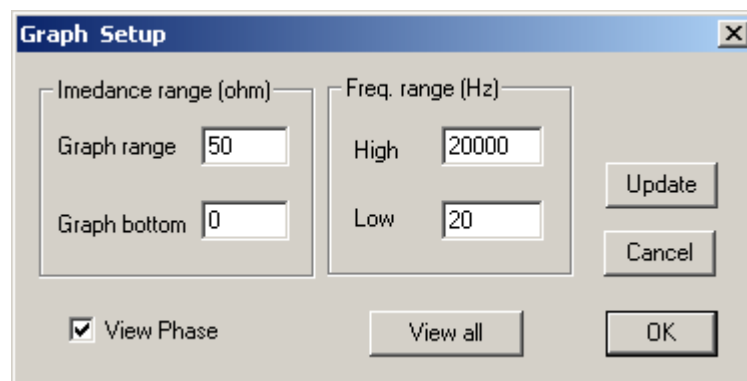 Graph Setup
Imedance range (ohm)
Graph range 50
Graph bottom 0
Freq. range (Hz)
High 20000
Low 20
Update
Cancel
View Phase
View all
OK